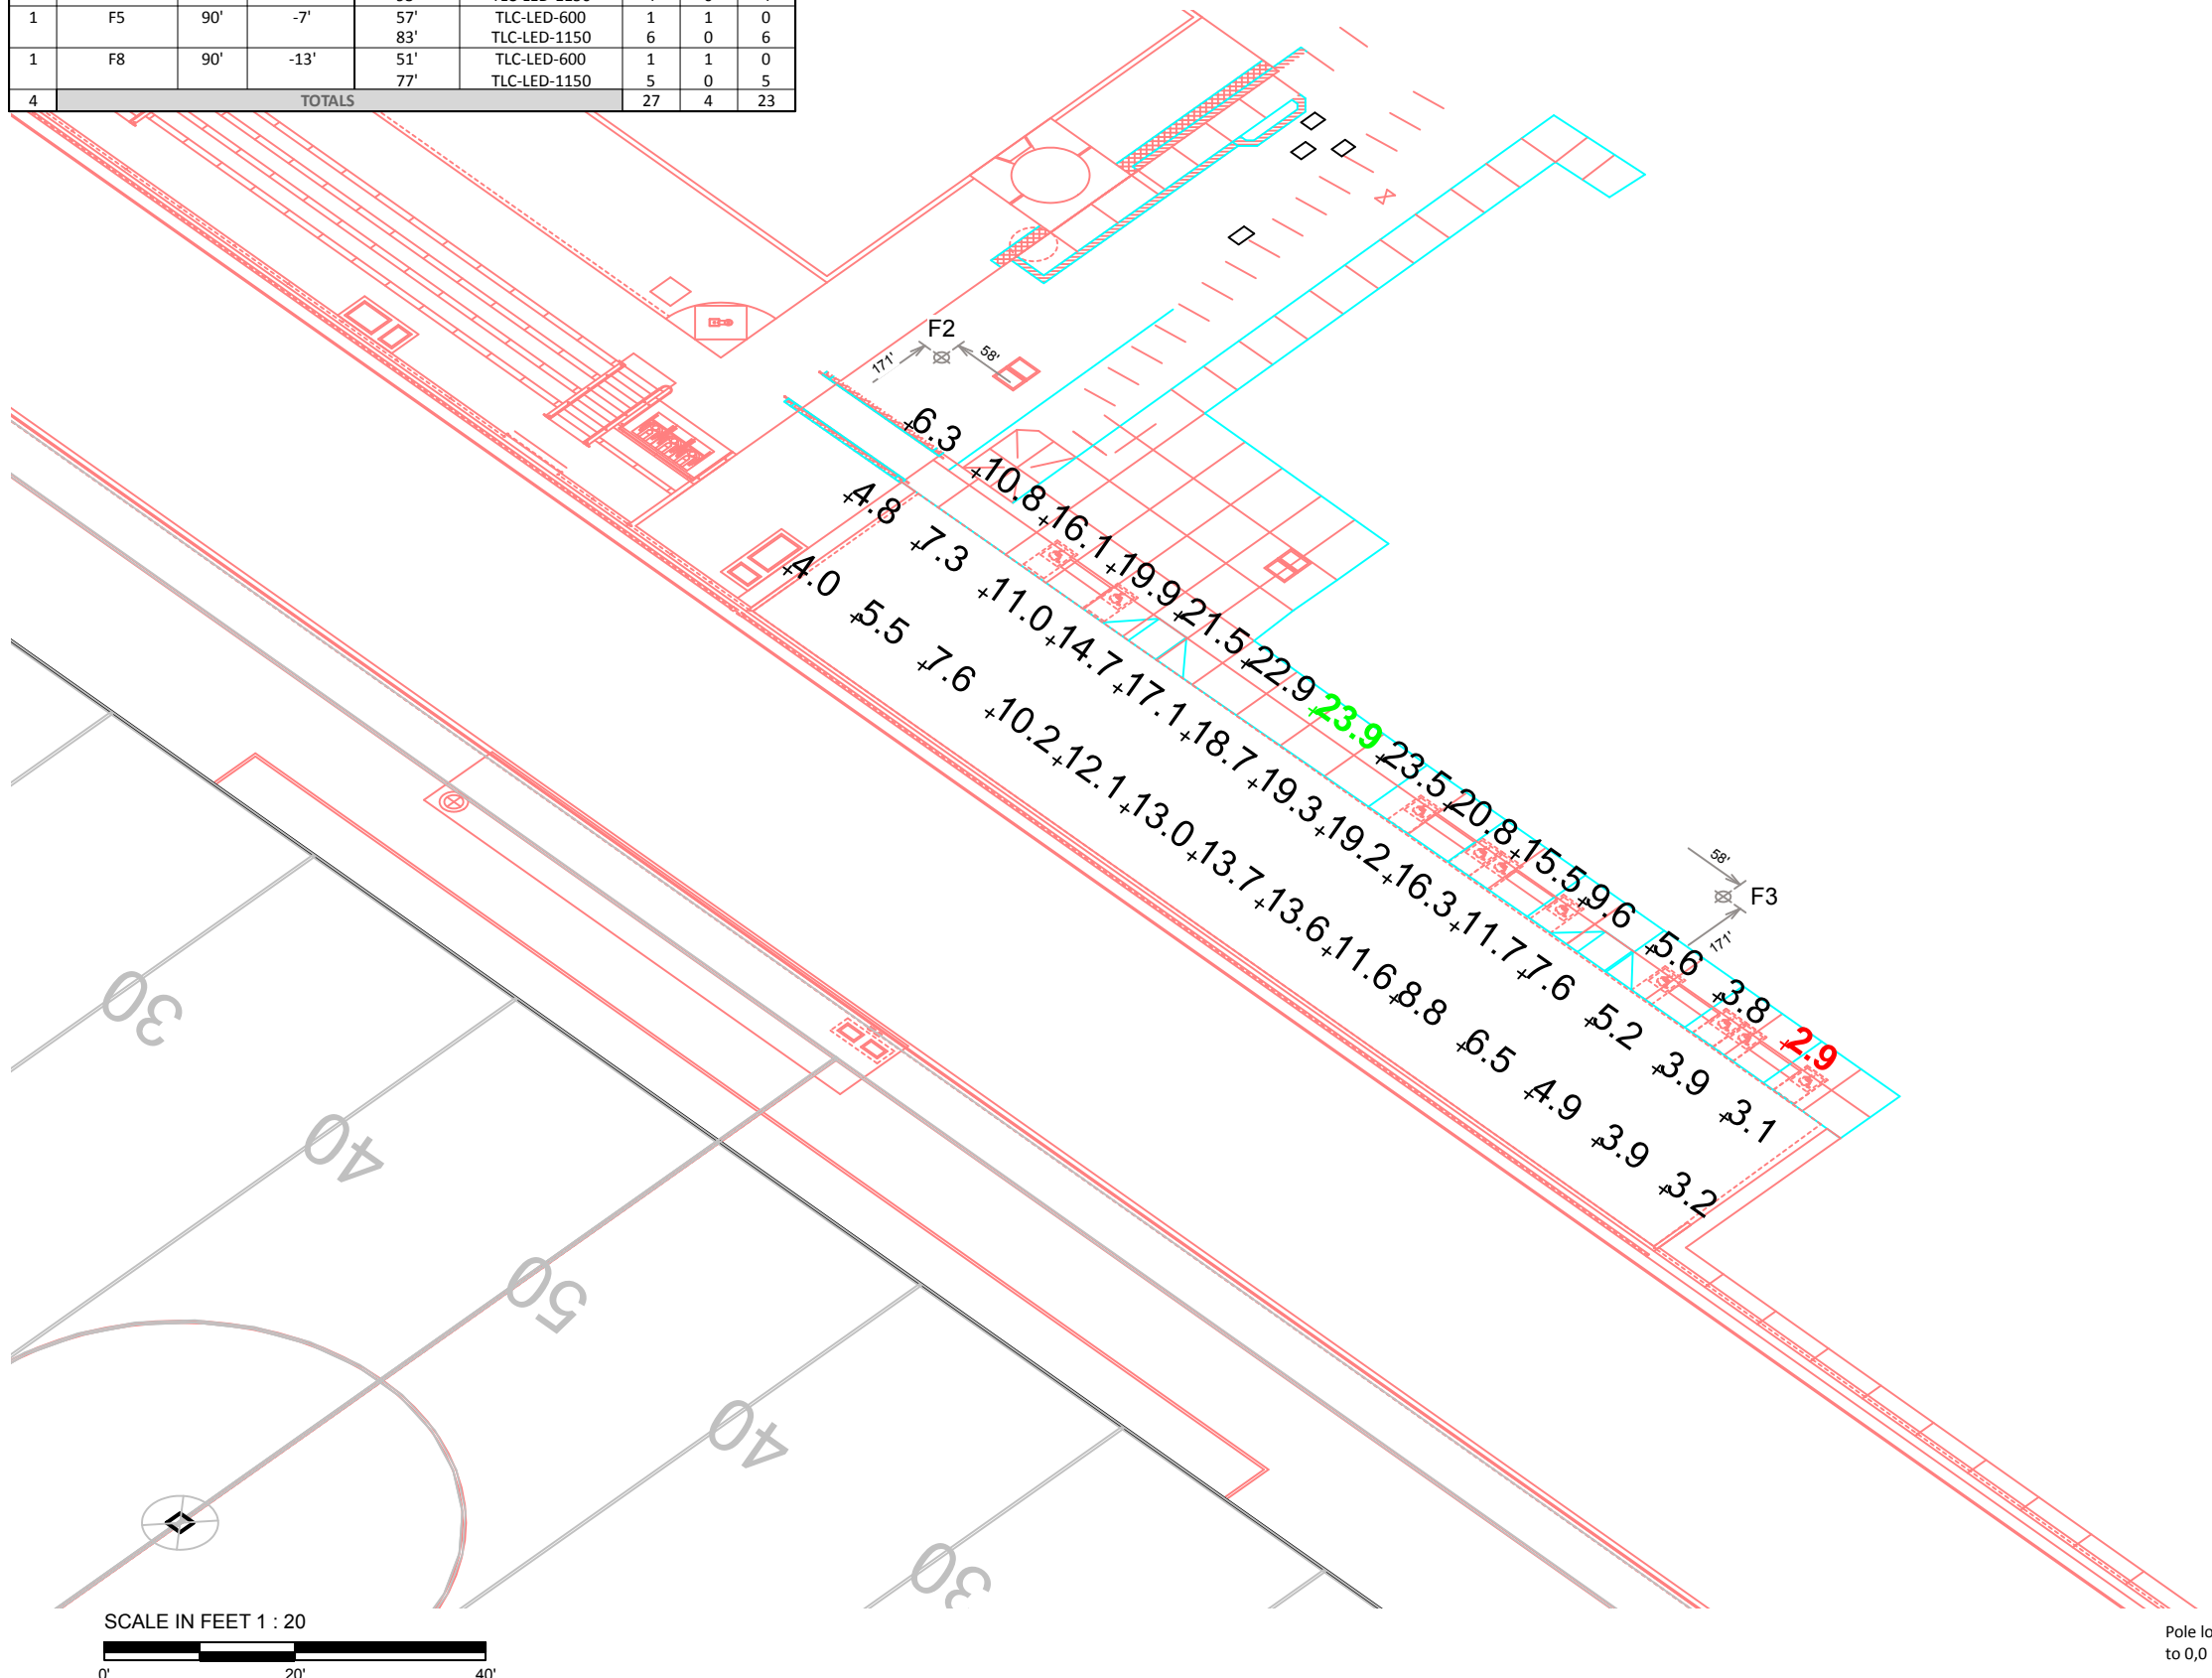 1 F5 90' -7' 57' TLC-LED-600 1 1 0
83' TLC-LED-1150 6 0 6
1 F8 90' -13' 51' TLC-LED-600 1 1 0
77' TLC-LED-1150 5 0 5
4 TOTALS 27 4 23
F2
171' 58'
6.3 10.8 16.1 19.9 21.5 22.9 23.9 23.5 20.8 15.5 9.6 5.6 3.8 2.9
4.8 7.3 11.0 14.7 17.1 18.7 19.3 19.2 16.3 11.7 7.6 5.2 3.9 3.1
4.0 5.5 7.6 10.2 12.1 13.0 13.7 13.6 11.6 8.8 6.5 4.9 3.9 3.2
58'
F3
171'
30
40
50
40
30
SCALE IN FEET 1 : 20
0' 20' 40'
Pole lo
to 0,0